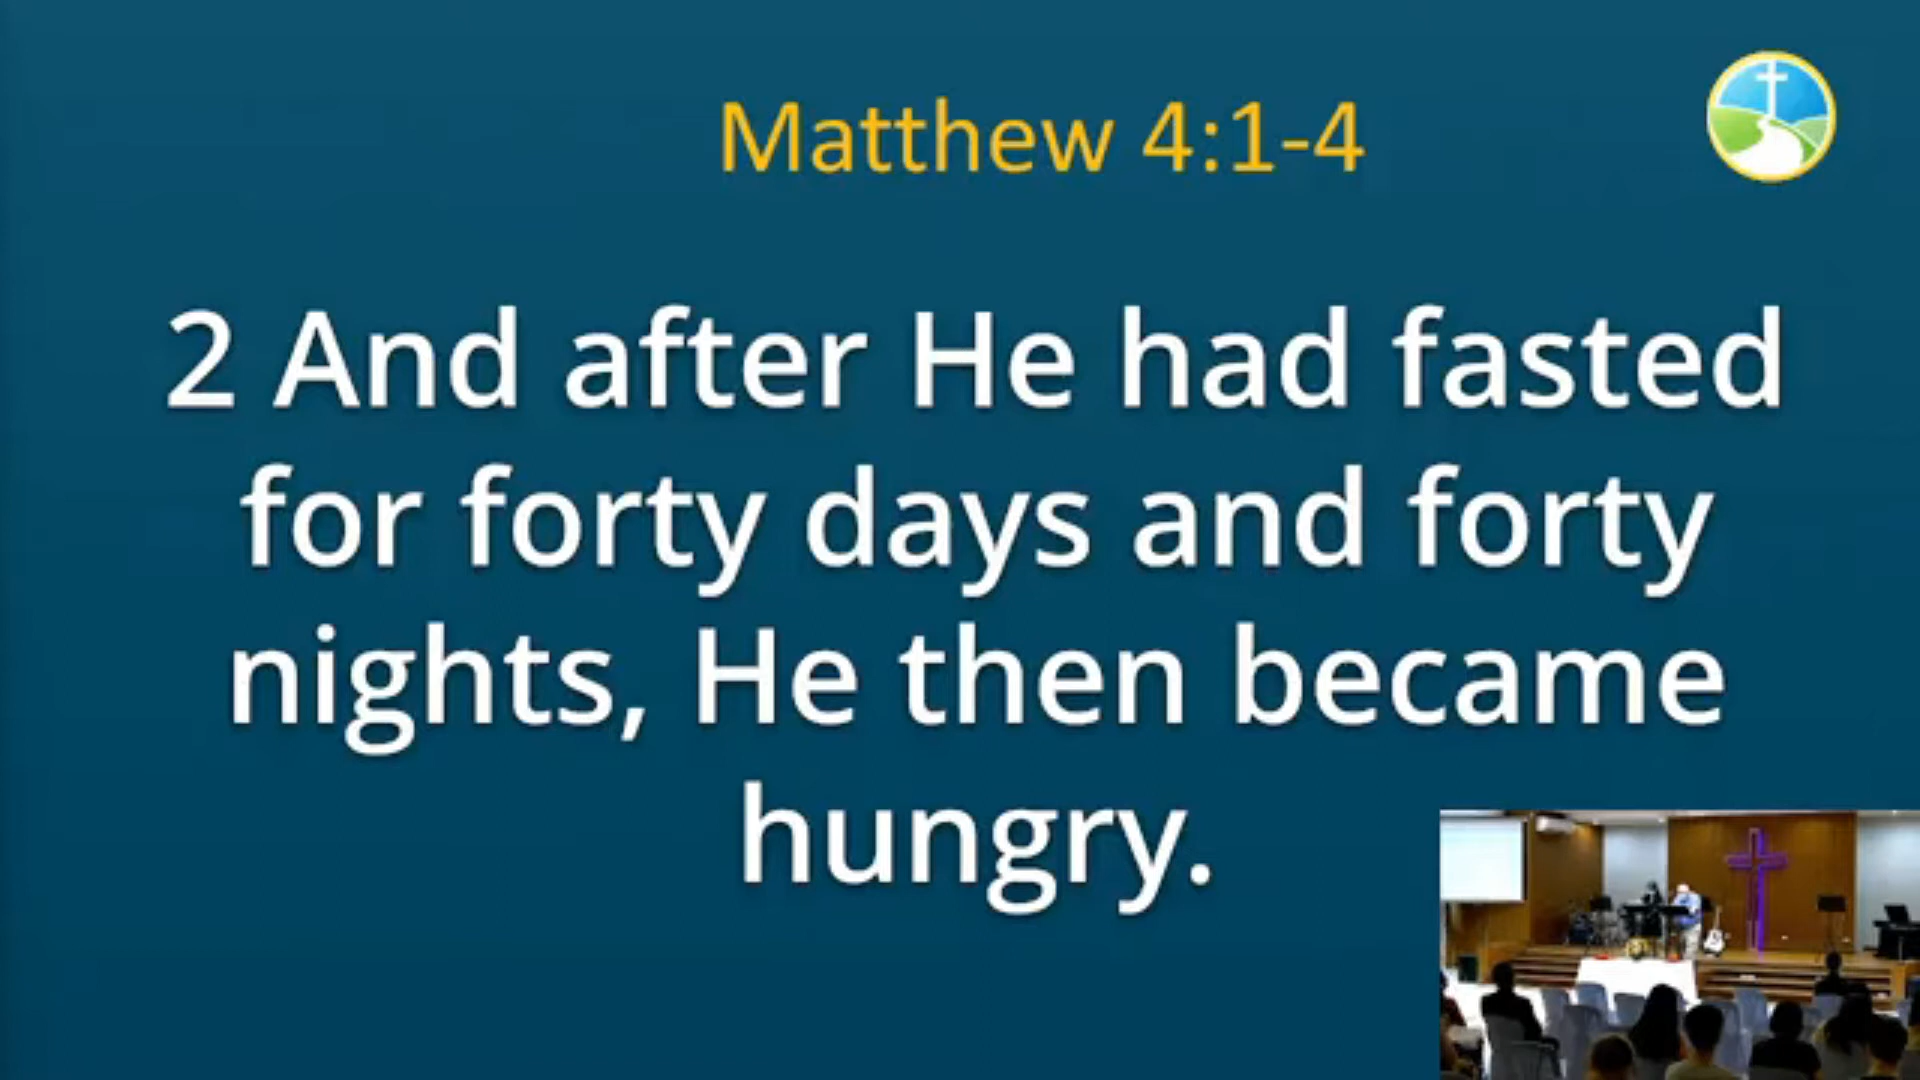 Matthew 4:1-4
2 And after He had fasted
for forty days and forty
nights, He then became
hungry.